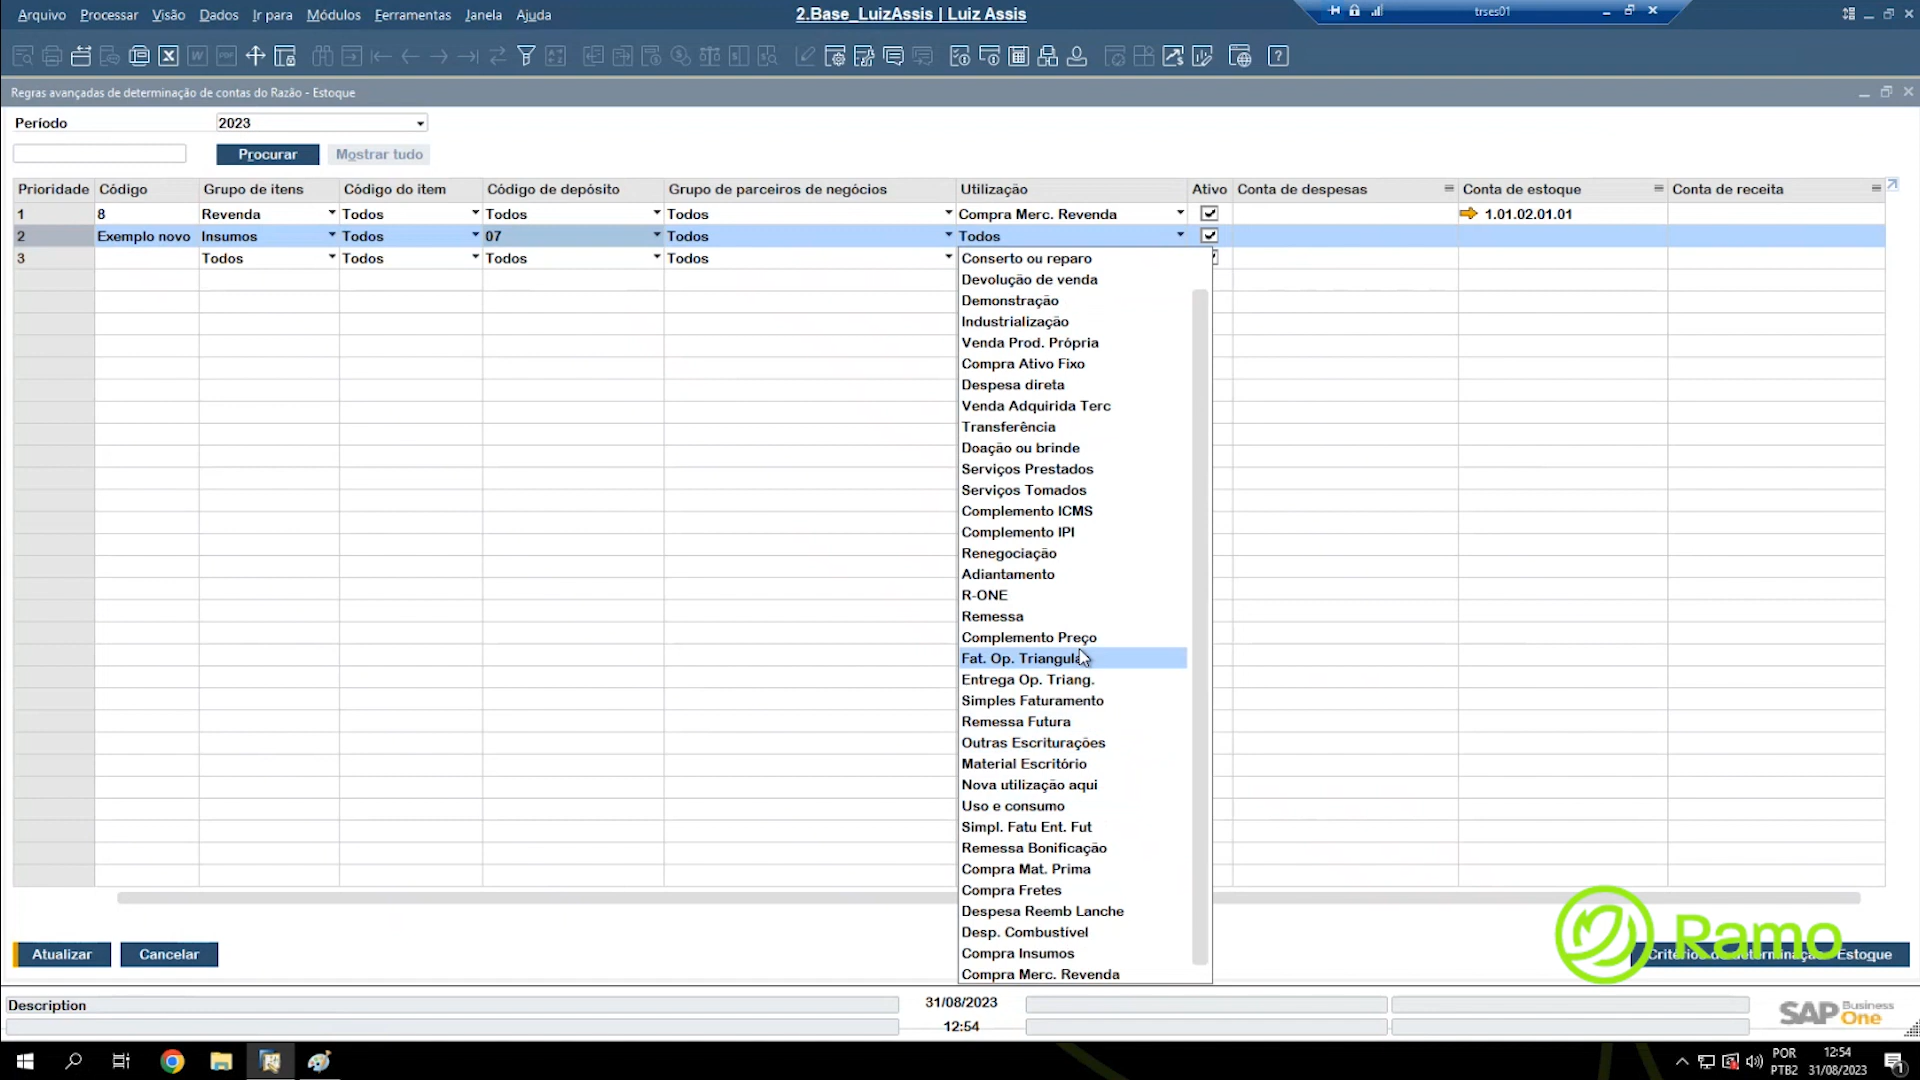 Arquivo Processar Visão Dados Ir para Módulos Ferramentas Janela Ajuda 2.Base_LuizAssis | Luiz Assis trses01
Regras avançadas de determinação de contas do Razão - Estoque
Período 2023
Procurar Mostrar tudo
Prioridade Código Grupo de itens Código do item Código de depósito Grupo de parceiros de negócios Utilização Ativo Conta de despesas Conta de estoque Conta de receita
1 8 Revenda Todos Todos Todos Compra Merc. Revenda 1.01.02.01.01
2 Exemplo novo Insumos Todos 07 Todos Todos
3 Todos Todos Todos Todos
Conserto ou reparo
Devolução de venda
Demonstração
Industrialização
Venda Prod. Própria
Compra Ativo Fixo
Despesa direta
Venda Adquirida Terc
Transferência
Doação ou brinde
Serviços Prestados
Serviços Tomados
Complemento ICMS
Complemento IPI
Renegociação
Adiantamento
R-ONE
Remessa
Complemento Preço
Fat. Op. Triangula
Entrega Op. Triang.
Simples Faturamento
Remessa Futura
Outras Escriturações
Material Escritório
Nova utilização aqui
Uso e consumo
Simpl. Fatu Ent. Fut
Remessa Bonificação
Compra Mat. Prima
Compra Fretes
Despesa Reemb Lanche
Desp. Combustível
Compra Insumos
Compra Merc. Revenda
Ramo
Atualizar Cancelar Estoque
Description 31/08/2023
12:54
SAP Business One
POR PTB2 12:54 31/08/2023 1